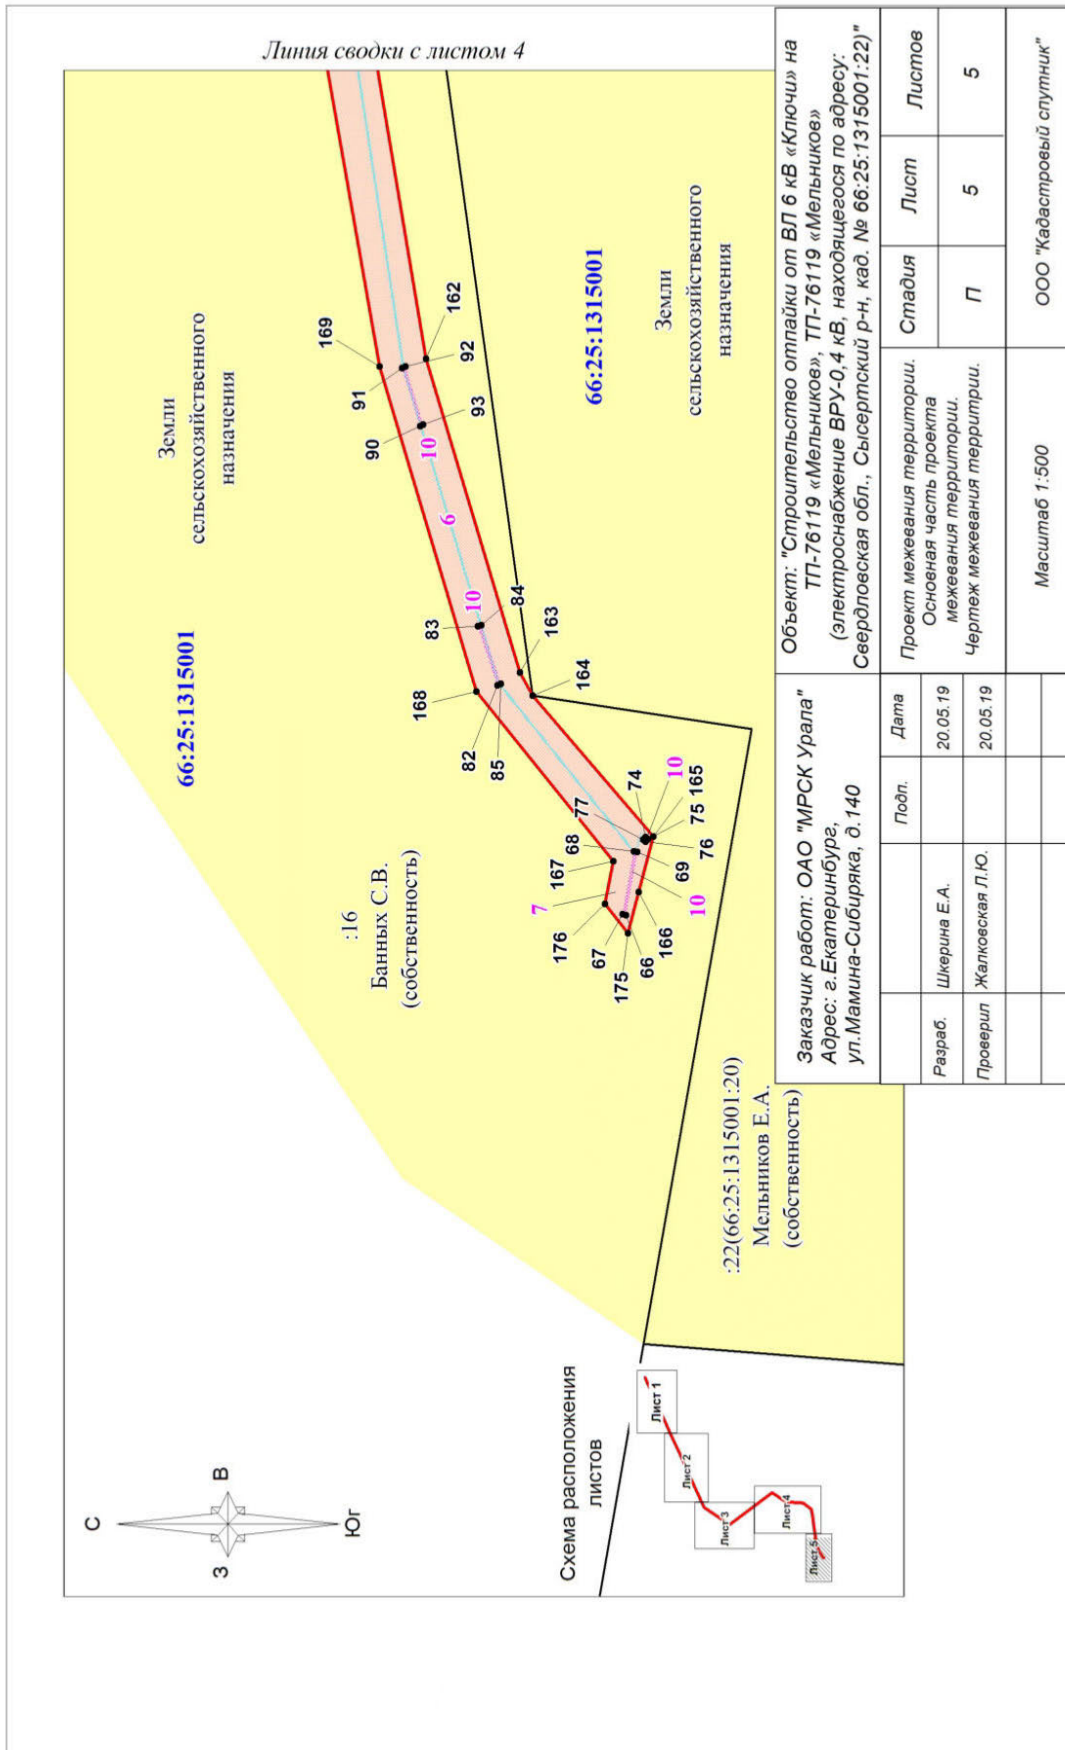 Линия сводки с листом 4
С
З
В
Юг
66:25:1315001
Земли
сельскохозяйственного
назначения
66:25:1315001
Земли
сельскохозяйственного
назначения
:16
Банных С.В.
(собственность)
:22(66:25:1315001:20)
Мельников Е.А.
(собственность)
169
91
90
162
92
93
10
6
10
83
84
168
82
85
163
164
77
74
10
165
75
76
68
69
167
7
176
10
67
66
166
175
Схема расположения
листов
Лист 1
Лист 2
Лист 3
Лист 4
Лист 5
Заказчик работ: ОАО "МРСК Урала"
Адрес: г.Екатеринбург,
ул.Мамина-Сибиряка, д.140
Объект: "Строительство отпайки от ВЛ 6 кВ «Ключи» на
ТП-76119 «Мельников», ТП-76119 «Мельников»
(электроснабжение ВРУ-0,4 кВ, находящегося по адресу:
Свердловская обл., Сысертский р-н, кад. № 66:25:1315001:22)"
Подп. Дата
Разраб. Шкерина Е.А. 20.05.19
Проверил Жалковская Л.Ю. 20.05.19
Проект межевания территории.
Основная часть проекта
межевания территории.
Чертеж межевания территрии.
Стадия Лист Листов
П 5 5
Масштаб 1:500
ООО "Кадастровый спутник"